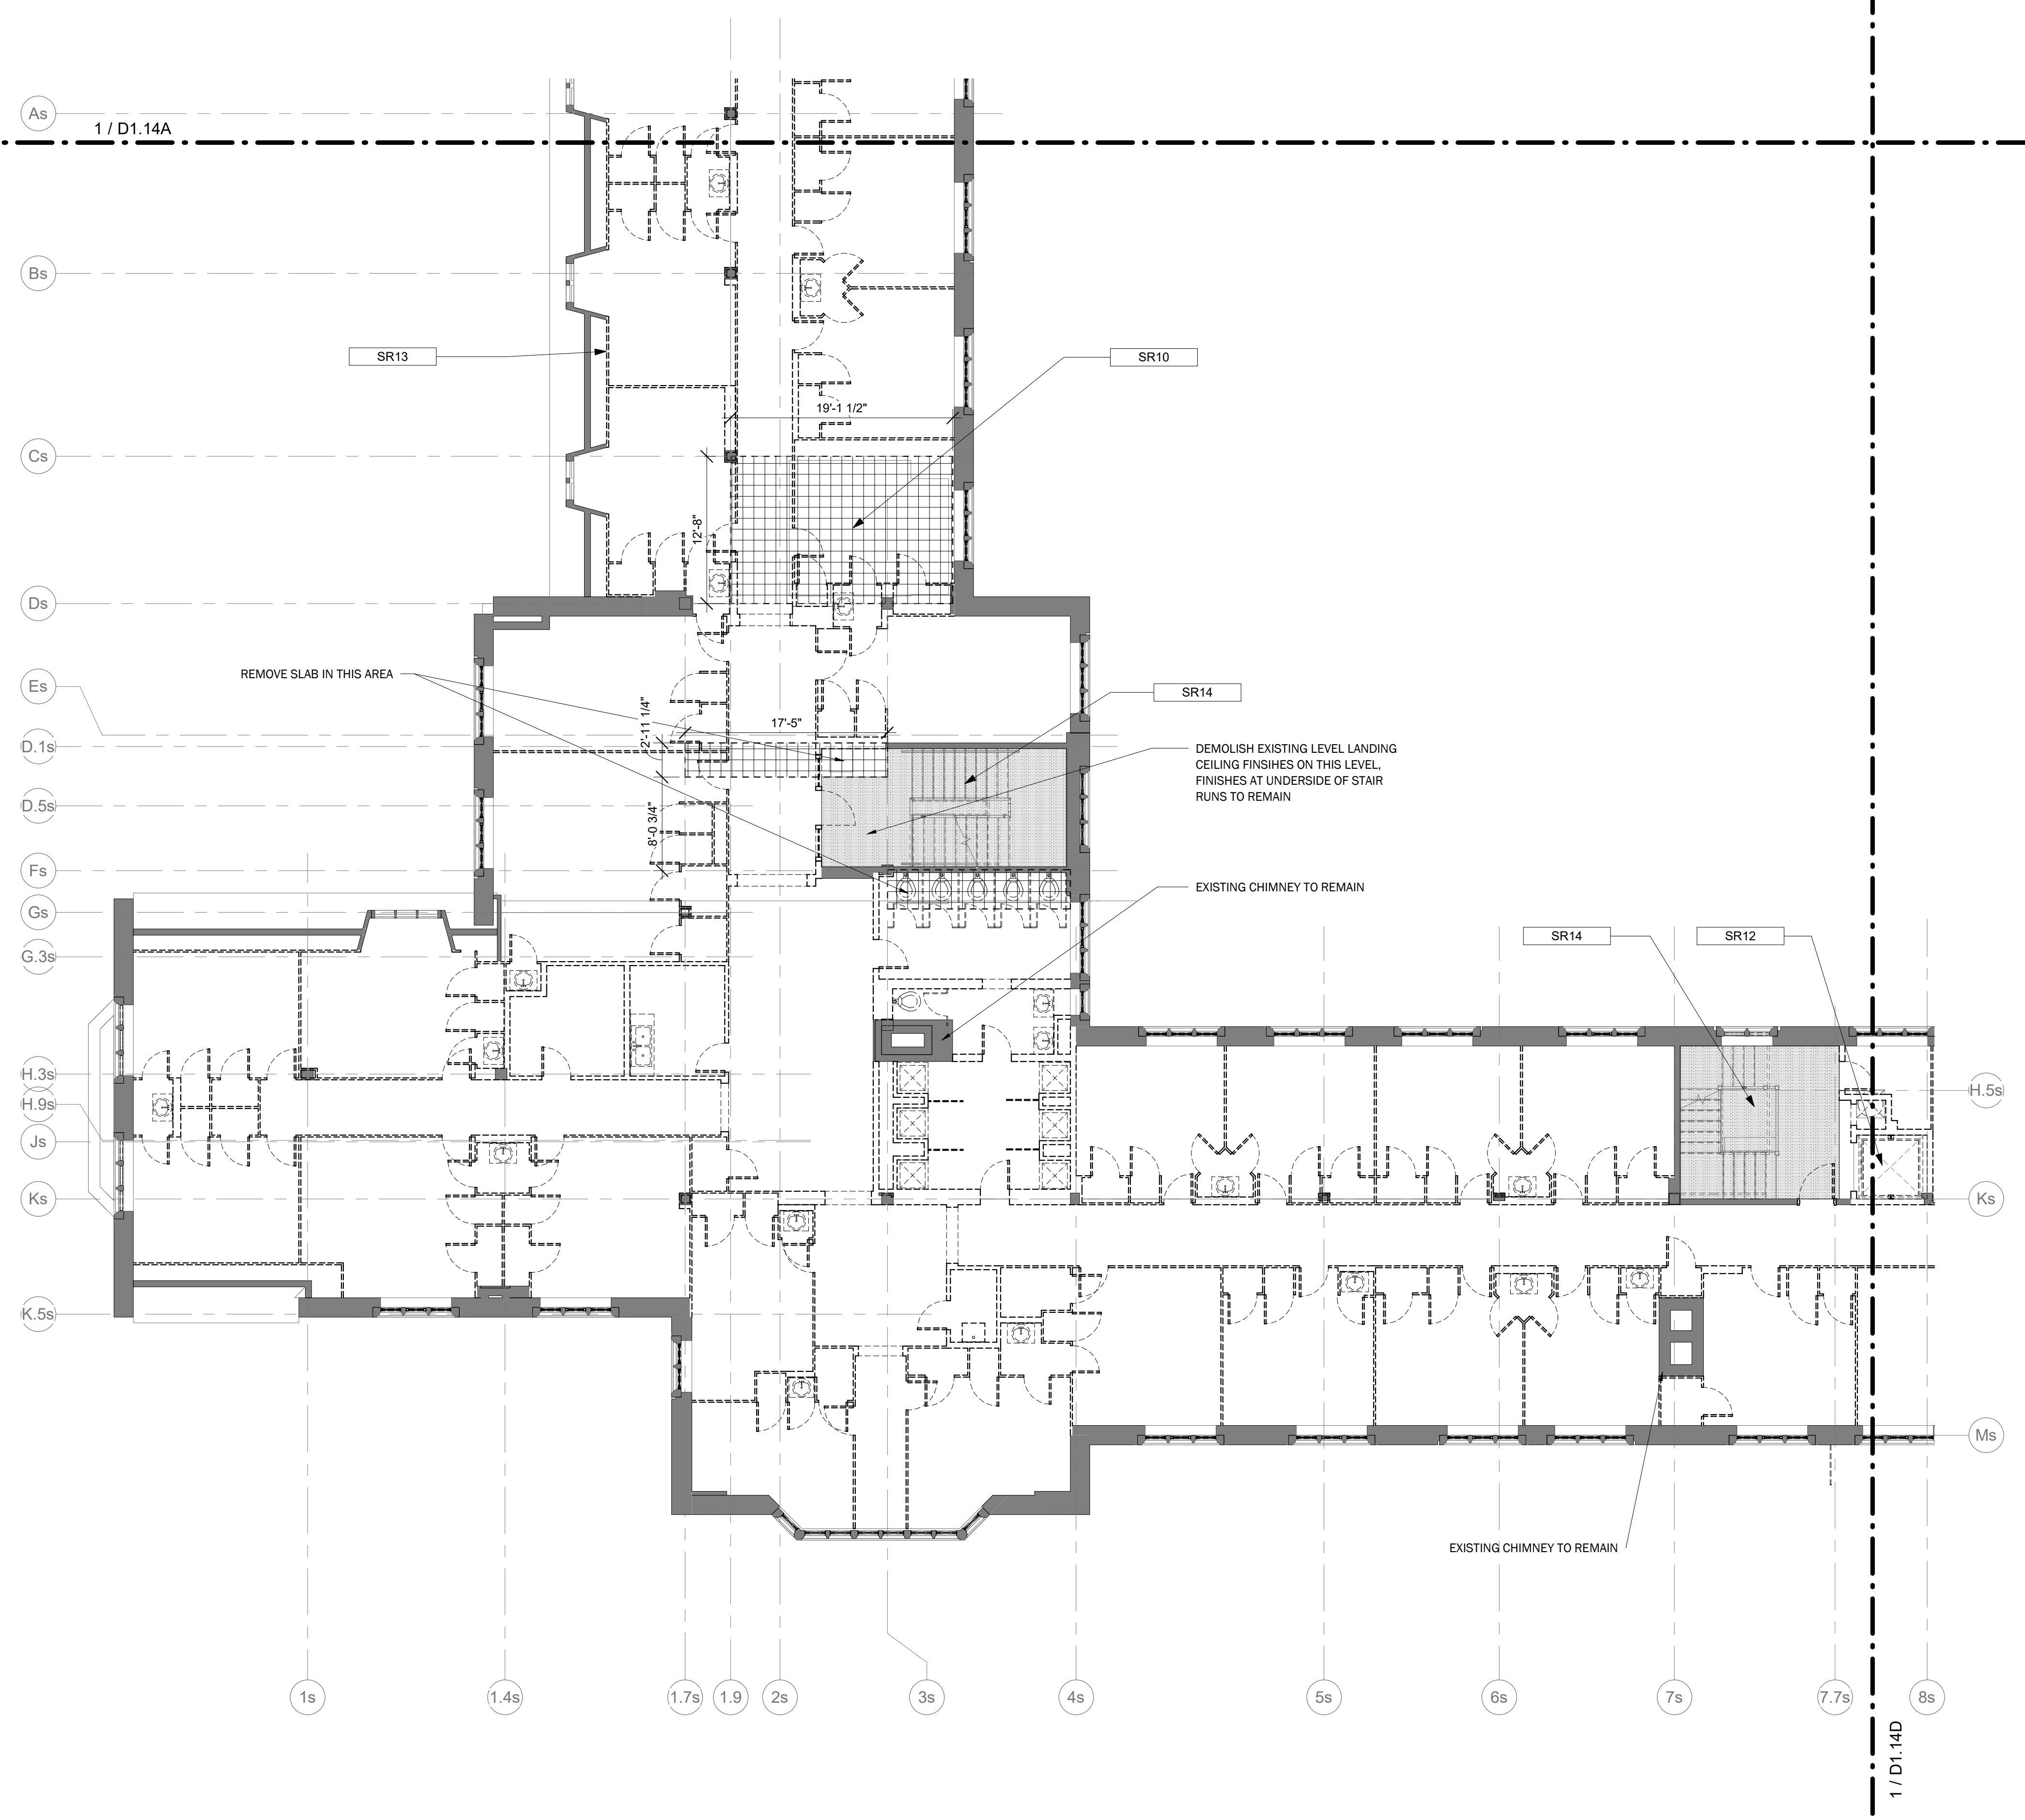 As
1 / D1.14A
Bs
SR13
SR10
19'-1 1/2"
Cs
12'-8"
Ds
REMOVE SLAB IN THIS AREA
Es
SR14
2'-11 1/4"
17'-5"
D.1s
DEMOLISH EXISTING LEVEL LANDING
CEILING FINSIHES ON THIS LEVEL,
FINISHES AT UNDERSIDE OF STAIR
RUNS TO REMAIN
D.5s
8'-0 3/4"
Fs
EXISTING CHIMNEY TO REMAIN
Gs
SR14
SR12
G.3s
H.3s
H.5s
H.9s
Js
Ks
Ks
K.5s
Ms
EXISTING CHIMNEY TO REMAIN
1s
1.4s
1.7s
1.9
2s
3s
4s
5s
6s
7s
7.7s
8s
1 / D1.14D